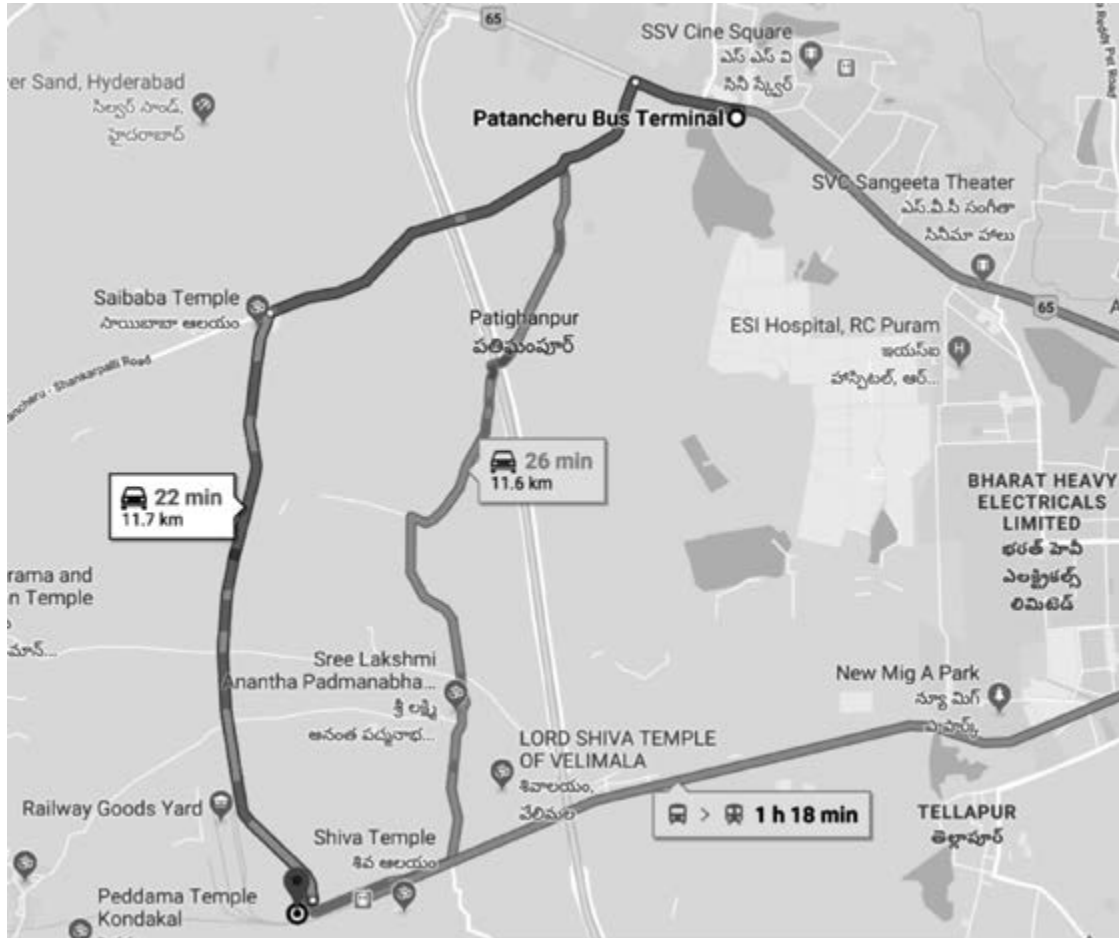 65
SSV Cine Square
ఎస్ ఎస్ వి
సినీ స్క్వేర్
er Sand, Hyderabad
సిల్వర్ సాండ్,
హైదరాబాద్
Patancheru Bus Terminal
SVC Sangeeta Theater
ఎస్.వి.సీ సంగీతా
సినీమా హాలు
Saibaba Temple
సాయిబాబా ఆలయం
65
Patighanpur
పతిఘంపూర్
ESI Hospital, RC Puram
ఇయస్ఐ
హాస్పిటల్, ఆర్...
ancheru - Shankarpalli Road
26 min
11.6 km
22 min
11.7 km
BHARAT HEAVY
ELECTRICALS
LIMITED
భరత్ హెవీ
ఎలక్ట్రికల్స్
లిమిటెడ్
rama and
n Temple
మాన్...
Sree Lakshmi
Anantha Padmanabha...
శ్రీ లక్ష్మి
అనంత పద్మనాభ...
New Mig A Park
న్యూ మిగ్
LORD SHIVA TEMPLE
OF VELIMALA
శివాలయం,
వేలిమల
Railway Goods Yard
> 1 h 18 min
TELLAPUR
తెల్లాపూర్
Shiva Temple
శివ ఆలయం
Peddama Temple
Kondakal